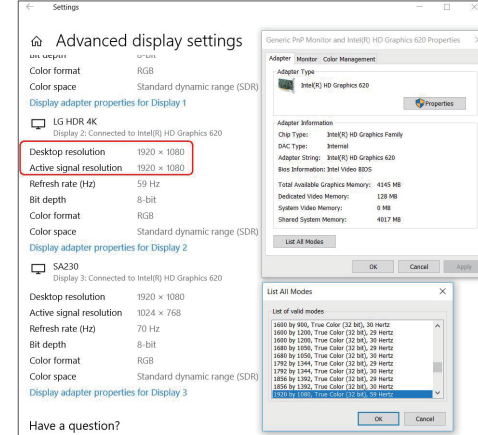 Settings
Advanced display settings
Bit depth 8-bit
Color format RGB
Color space Standard dynamic range (SDR)
Display adapter properties for Display 1
LG HDR 4K
Display 2: Connected to Intel(R) HD Graphics 620
Desktop resolution 1920 × 1080
Active signal resolution 1920 × 1080
Refresh rate (Hz) 59 Hz
Bit depth 8-bit
Color format RGB
Color space Standard dynamic range (SDR)
Display adapter properties for Display 2
SA230
Display 3: Connected to Intel(R) HD Graphics 620
Desktop resolution 1920 × 1080
Active signal resolution 1024 × 768
Refresh rate (Hz) 70 Hz
Bit depth 8-bit
Color format RGB
Color space Standard dynamic range (SDR)
Display adapter properties for Display 3
Have a question?
Generic PnP Monitor and Intel(R) HD Graphics 620 Properties
Adapter Monitor Color Management
Adapter Type
Intel(R) HD Graphics 620
Properties
Adapter Information
Chip Type: Intel(R) HD Graphics Family
DAC Type: Internal
Adapter String: Intel(R) HD Graphics 620
Bios Information: Intel Video BIOS
Total Available Graphics Memory: 4145 MB
Dedicated Video Memory: 128 MB
System Video Memory: 0 MB
Shared System Memory: 4017 MB
List All Modes
OK Cancel Apply
List All Modes
List of valid modes
1600 by 900, True Color (32 bit), 30 Hertz
1600 by 1200, True Color (32 bit), 29 Hertz
1600 by 1200, True Color (32 bit), 30 Hertz
1680 by 1050, True Color (32 bit), 29 Hertz
1680 by 1050, True Color (32 bit), 30 Hertz
1792 by 1344, True Color (32 bit), 29 Hertz
1792 by 1344, True Color (32 bit), 30 Hertz
1856 by 1392, True Color (32 bit), 29 Hertz
1856 by 1392, True Color (32 bit), 30 Hertz
1920 by 1080, True Color (32 bit), 59 Hertz
OK Cancel